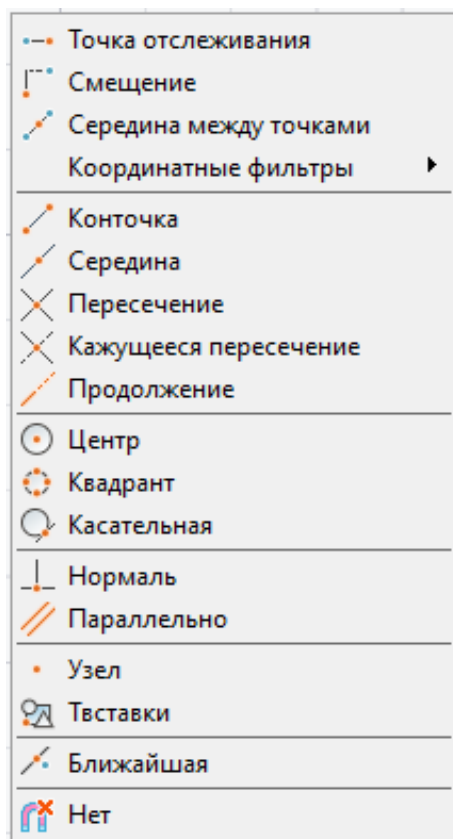 Точка отслеживания
Смещение
Середина между точками
Координатные фильтры
Конточка
Середина
Пересечение
Кажущееся пересечение
Продолжение
Центр
Квадрант
Касательная
Нормаль
Параллельно
Узел
Твставки
Ближайшая
Нет